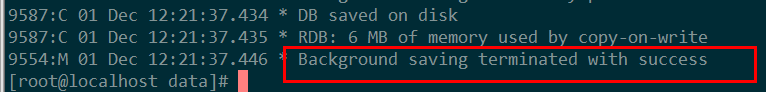 9587:C 01 Dec 12:21:37.434 * DB saved on disk
9587:C 01 Dec 12:21:37.435 * RDB: 6 MB of memory used by copy-on-write
9554:M 01 Dec 12:21:37.446 * Background saving terminated with success
[root@localhost data]#